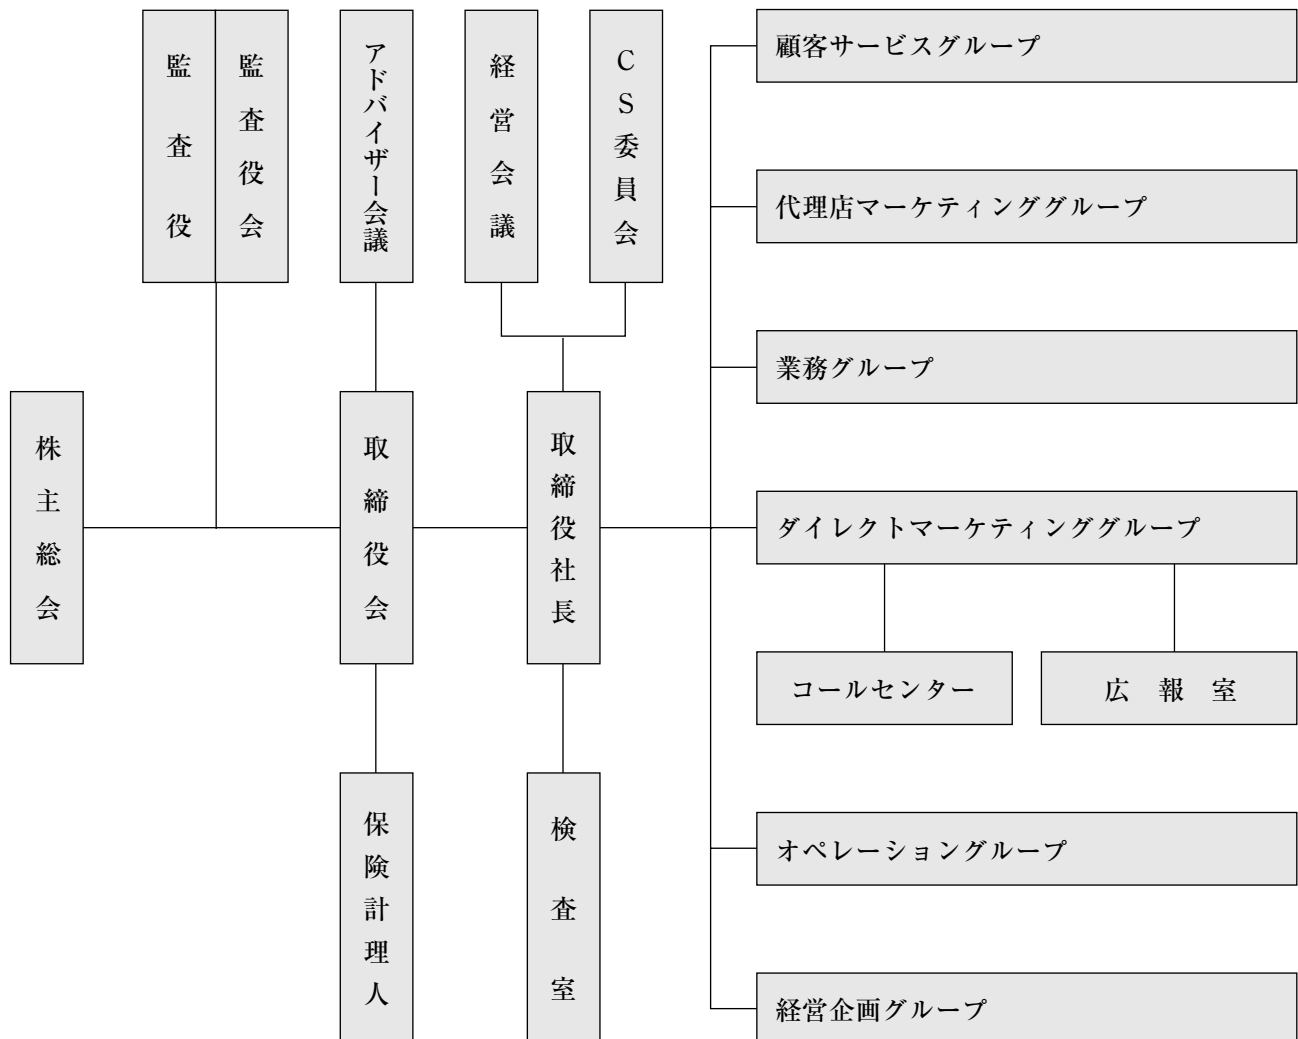 監査役
監査役会
アドバイザー会議
経営会議
CS委員会
株主総会
取締役会
取締役社長
保険計理人
検査室
顧客サービスグループ
代理店マーケティンググループ
業務グループ
ダイレクトマーケティンググループ
コールセンター
広報室
オペレーショングループ
経営企画グループ